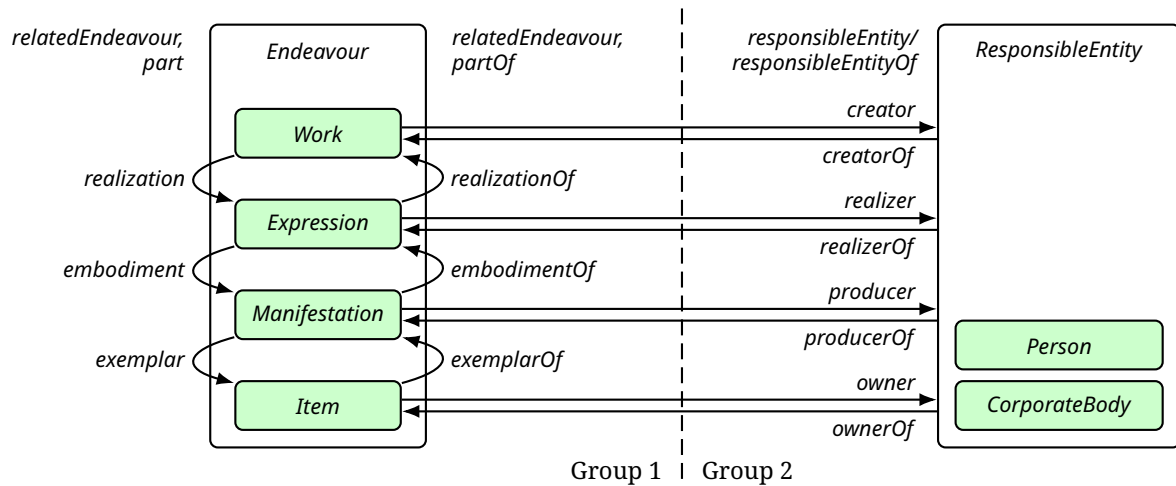 relatedEndeavour,
part
Endeavour
relatedEndeavour,
partOf
responsibleEntity/
responsibleEntityOf
ResponsibleEntity
Work
creator
creatorOf
realization
realizationOf
Expression
realizer
realizerOf
embodiment
embodimentOf
Manifestation
producer
producerOf
exemplar
exemplarOf
Person
Item
owner
ownerOf
CorporateBody
Group 1
Group 2